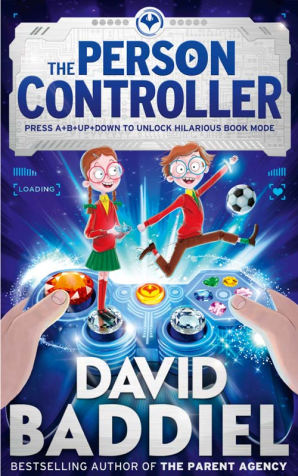 THE PERSON
CONTROLLER
PRESS A+B+UP+DOWN TO UNLOCK HILARIOUS BOOK MODE
LOADING
DAVID
BADDIEL
BESTSELLING AUTHOR OF THE PARENT AGENCY